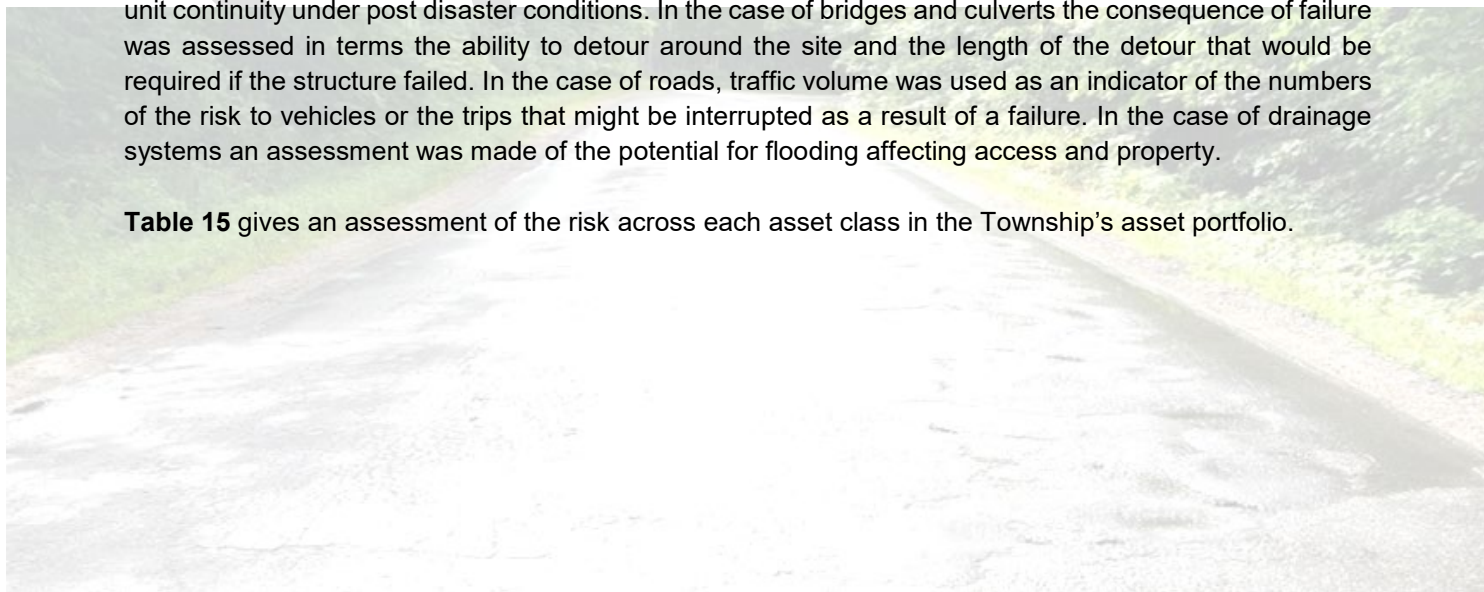 unit continuity under post disaster conditions. In the case of bridges and culverts the consequence of failure
was assessed in terms the ability to detour around the site and the length of the detour that would be
required if the structure failed. In the case of roads, traffic volume was used as an indicator of the numbers
of the risk to vehicles or the trips that might be interrupted as a result of a failure. In the case of drainage
systems an assessment was made of the potential for flooding affecting access and property.
Table 15 gives an assessment of the risk across each asset class in the Township’s asset portfolio.